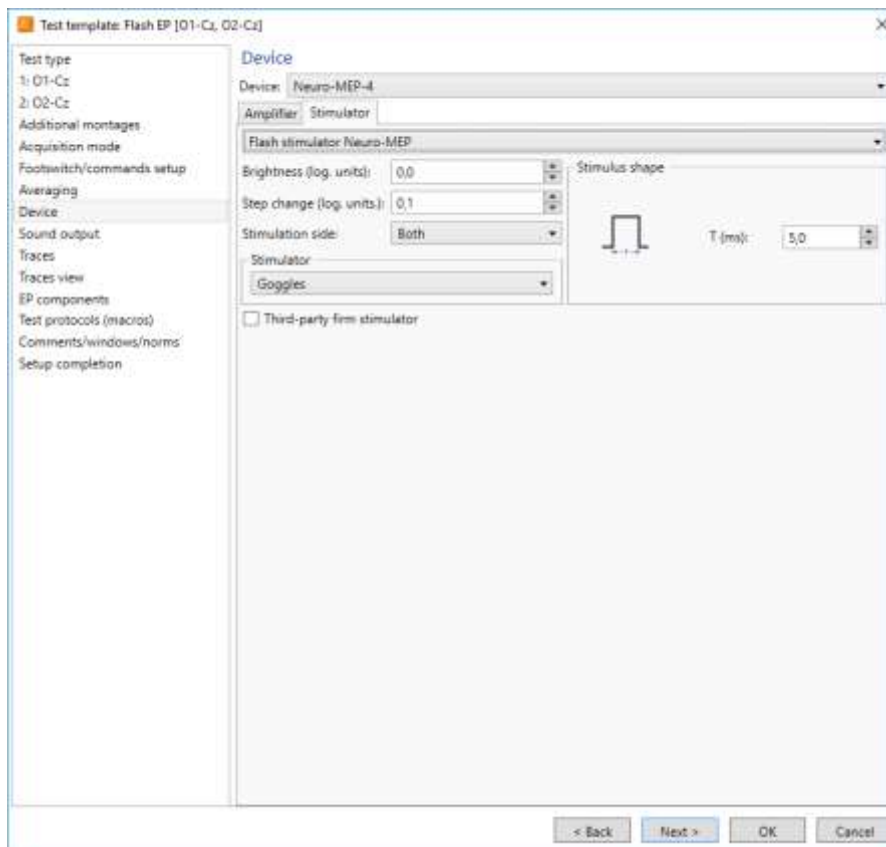 Test template: Flash EP [O1-Cz, O2-Cz]
Test type
1: O1-Cz
2: O2-Cz
Additional montages
Acquisition mode
Footswitch/commands setup
Averaging
Device
Sound output
Traces
Traces view
EP components
Test protocols (macros)
Comments/windows/norms
Setup completion
Device
Device: Neuro-MEP-4
Amplifier Stimulator
Flash stimulator Neuro-MEP
Brightness (log. units): 0,0
Step change (log. units.): 0,1
Stimulation side: Both
Stimulator
Goggles
Stimulus shape
T (ms): 5,0
Third-party firm stimulator
< Back Next > OK Cancel